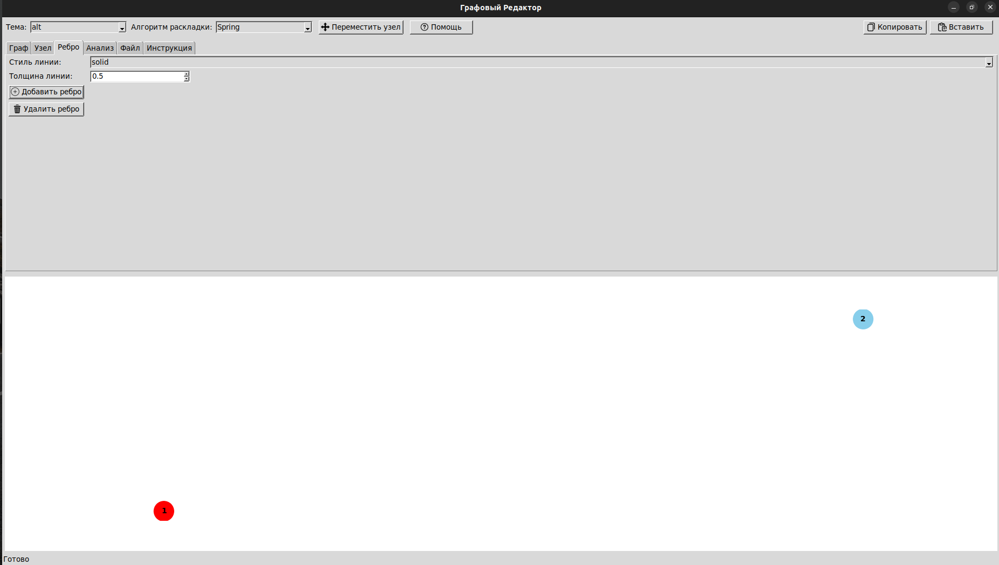 Графовый Редактор
Тема: alt Алгоритм раскладки: Spring Переместить узел Помощь Копировать Вставить
Граф Узел Ребро Анализ Файл Инструкция
Стиль линии: solid
Толщина линии: 0.5
Добавить ребро
Удалить ребро
2
1
Готово